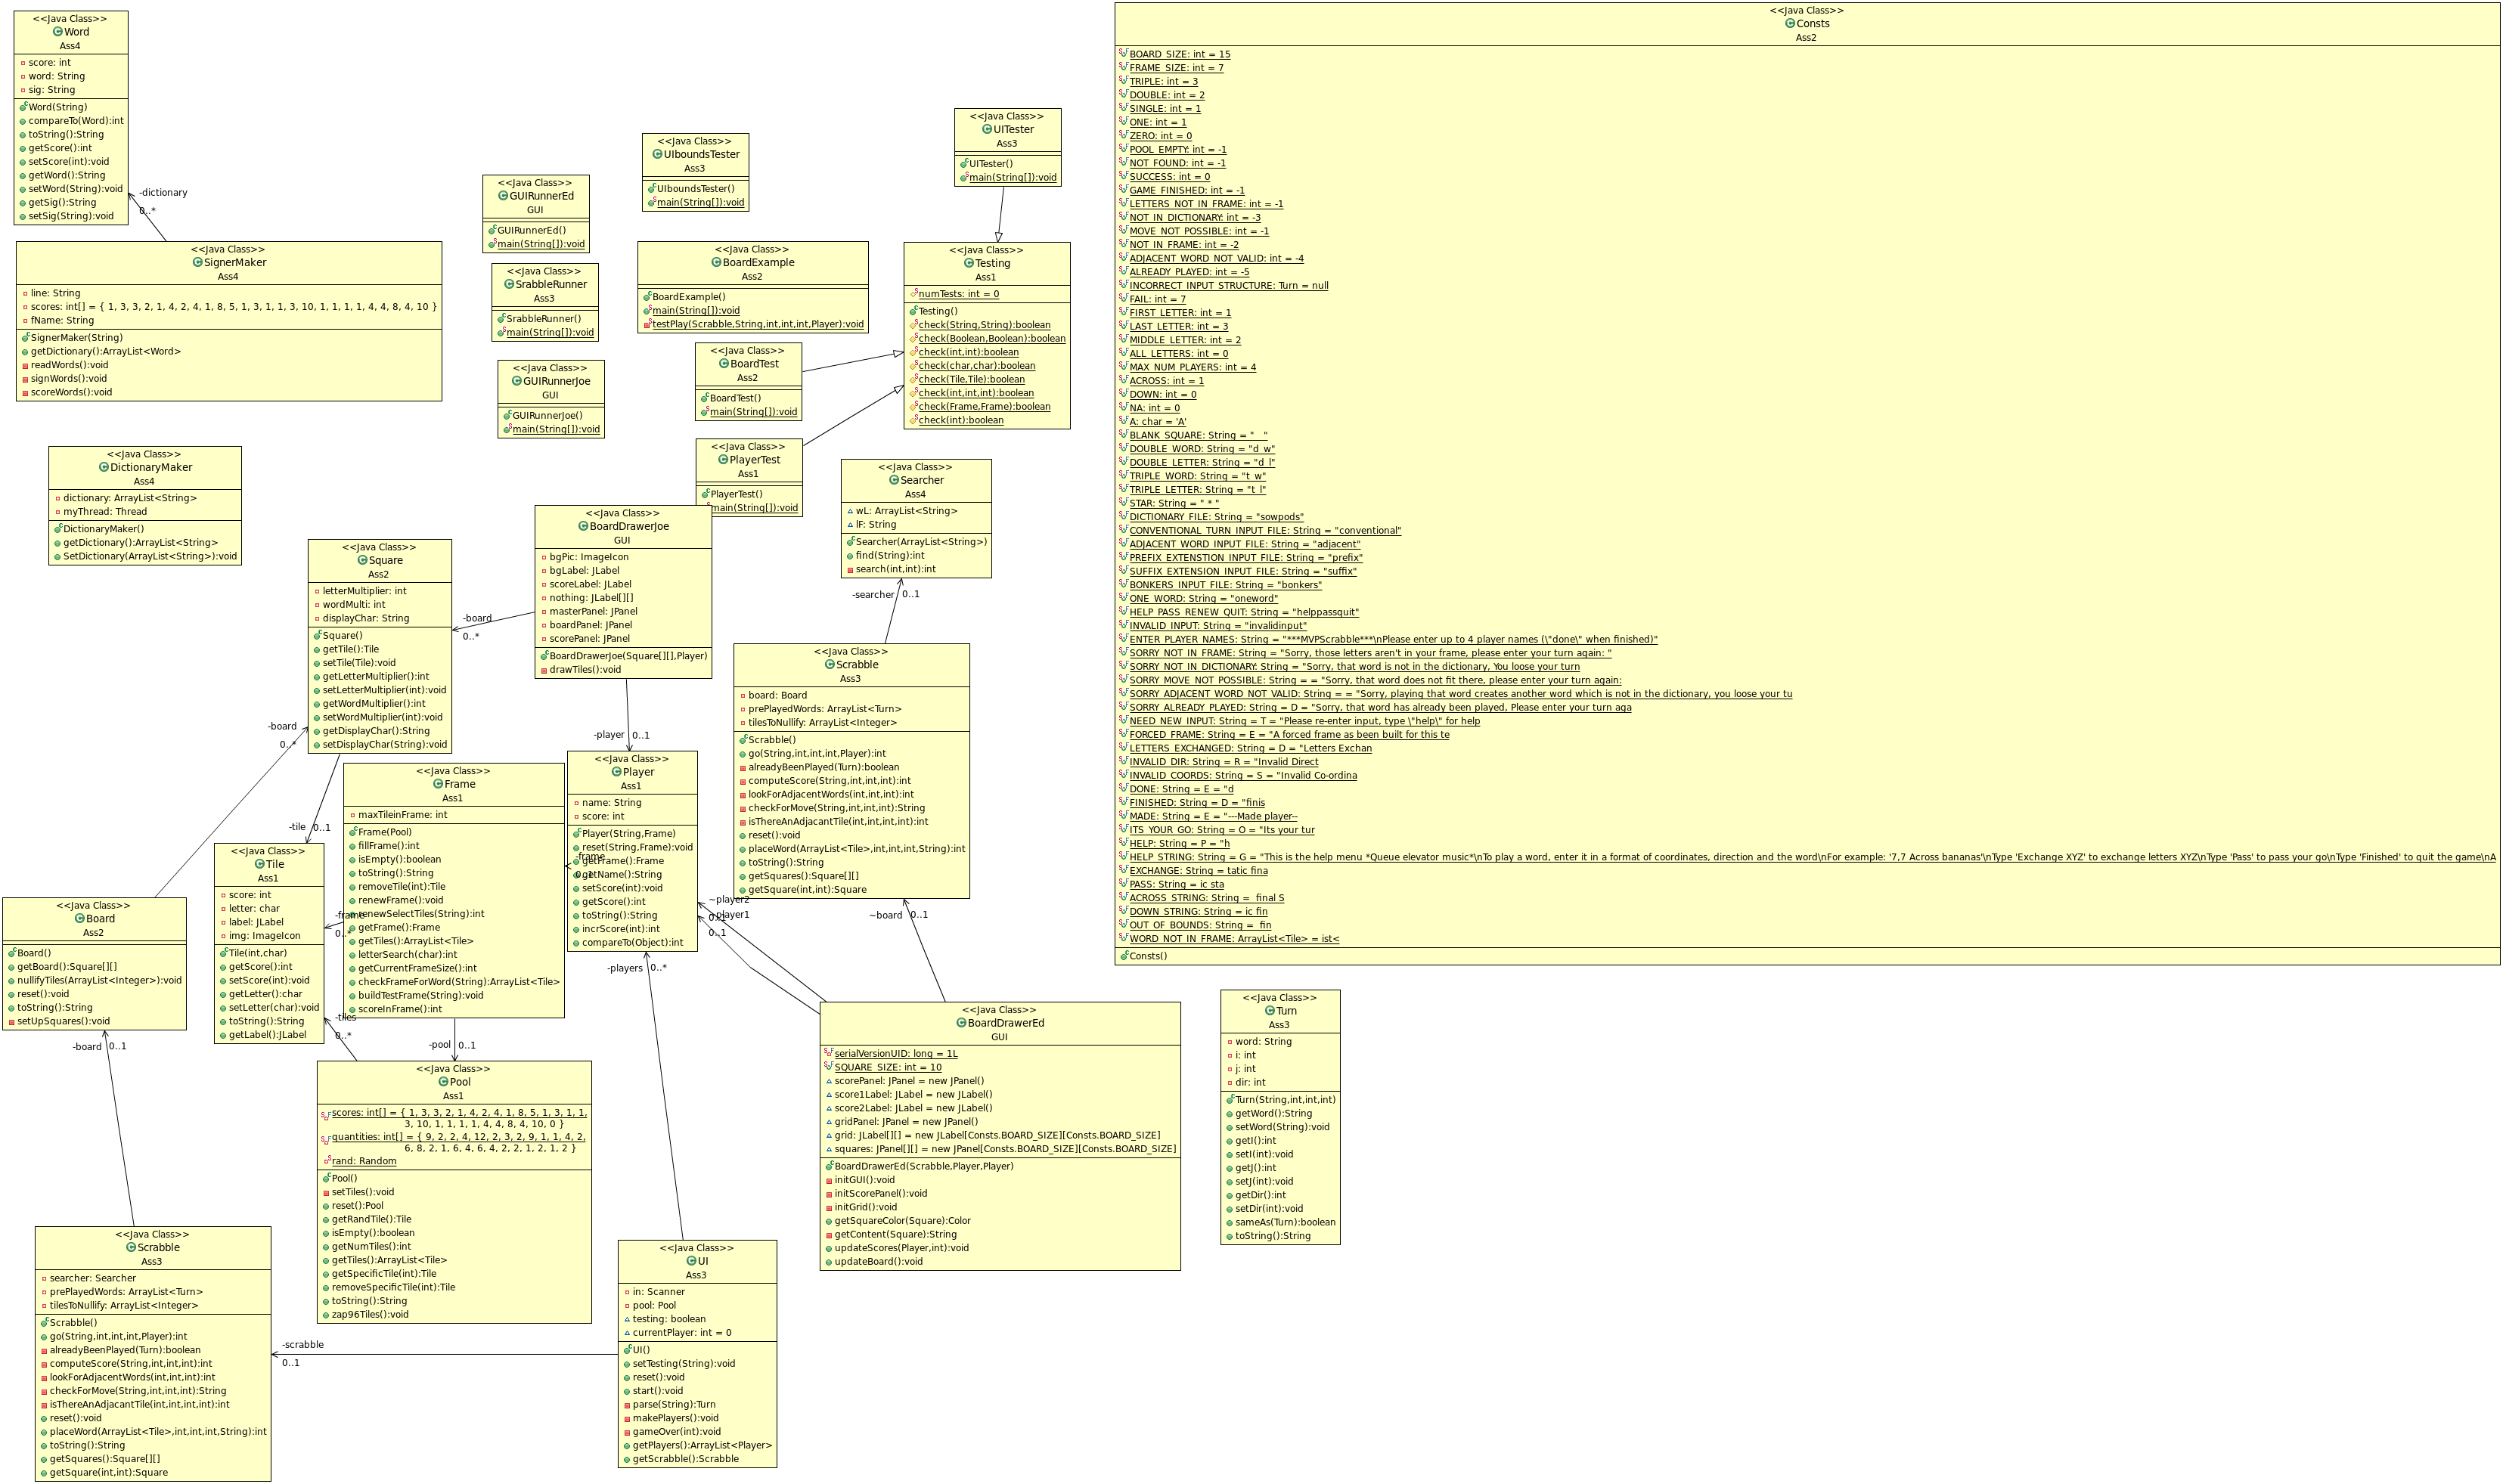 <<Java Class>>
Word
Ass4
score: int
word: String
sig: String
Word(String)
compareTo(Word):int
toString():String
getScore():int
setScore(int):void
getWord():String
setWord(String):void
getSig():String
setSig(String):void
-dictionary
0..*
<<Java Class>>
SignerMaker
Ass4
line: String
scores: int[] = { 1, 3, 3, 2, 1, 4, 2, 4, 1, 8, 5, 1, 3, 1, 1, 3, 10, 1, 1, 1, 1, 4, 4, 8, 4, 10 }
fName: String
SignerMaker(String)
getDictionary():ArrayList<Word>
readWords():void
signWords():void
scoreWords():void
<<Java Class>>
DictionaryMaker
Ass4
dictionary: ArrayList<String>
myThread: Thread
DictionaryMaker()
getDictionary():ArrayList<String>
SetDictionary(ArrayList<String>):void
<<Java Class>>
GUIRunnerEd
GUI
GUIRunnerEd()
main(String[]):void
<<Java Class>>
SrabbleRunner
Ass3
SrabbleRunner()
main(String[]):void
<<Java Class>>
GUIRunnerJoe
GUI
GUIRunnerJoe()
main(String[]):void
<<Java Class>>
UIboundsTester
Ass3
UIboundsTester()
main(String[]):void
<<Java Class>>
BoardExample
Ass2
BoardExample()
main(String[]):void
testPlay(Scrabble,String,int,int,int,Player):void
<<Java Class>>
BoardTest
Ass2
BoardTest()
main(String[]):void
<<Java Class>>
PlayerTest
Ass1
PlayerTest()
main(String[]):void
<<Java Class>>
UITester
Ass3
UITester()
main(String[]):void
<<Java Class>>
Testing
Ass1
numTests: int = 0
Testing()
check(String,String):boolean
check(Boolean,Boolean):boolean
check(int,int):boolean
check(char,char):boolean
check(Tile,Tile):boolean
check(int,int,int):boolean
check(Frame,Frame):boolean
check(int):boolean
<<Java Class>>
Searcher
Ass4
wL: ArrayList<String>
lF: String
Searcher(ArrayList<String>)
find(String):int
search(int,int):int
-searcher
0..1
<<Java Class>>
BoardDrawerJoe
GUI
bgPic: ImageIcon
bgLabel: JLabel
scoreLabel: JLabel
nothing: JLabel[][]
masterPanel: JPanel
boardPanel: JPanel
scorePanel: JPanel
BoardDrawerJoe(Square[][],Player)
drawTiles():void
-board
0..*
-player
0..1
<<Java Class>>
Square
Ass2
letterMultiplier: int
wordMulti: int
displayChar: String
Square()
getTile():Tile
setTile(Tile):void
getLetterMultiplier():int
setLetterMultiplier(int):void
getWordMultiplier():int
setWordMultiplier(int):void
getDisplayChar():String
setDisplayChar(String):void
-board
0..*
-tile
0..1
<<Java Class>>
Scrabble
Ass3
board: Board
prePlayedWords: ArrayList<Turn>
tilesToNullify: ArrayList<Integer>
Scrabble()
go(String,int,int,int,Player):int
alreadyBeenPlayed(Turn):boolean
computeScore(String,int,int,int):int
lookForAdjacentWords(int,int,int):int
checkForMove(String,int,int,int):String
isThereAnAdjacantTile(int,int,int,int):int
reset():void
placeWord(ArrayList<Tile>,int,int,int,String):int
toString():String
getSquares():Square[][]
getSquare(int,int):Square
~board
0..1
<<Java Class>>
Player
Ass1
name: String
score: int
Player(String,Frame)
reset(String,Frame):void
getFrame():Frame
getName():String
setScore(int):void
getScore():int
toString():String
incrScore(int):int
compareTo(Object):int
-frame
0..1
~player2
0..1
~player1
0..1
-players
0..*
<<Java Class>>
Frame
Ass1
maxTileinFrame: int
Frame(Pool)
fillFrame():int
isEmpty():boolean
toString():String
removeTile(int):Tile
renewFrame():void
renewSelectTiles(String):int
getFrame():Frame
getTiles():ArrayList<Tile>
letterSearch(char):int
getCurrentFrameSize():int
checkFrameForWord(String):ArrayList<Tile>
buildTestFrame(String):void
scoreInFrame():int
-frame
0..*
-pool
0..1
<<Java Class>>
Tile
Ass1
score: int
letter: char
label: JLabel
img: ImageIcon
Tile(int,char)
getScore():int
setScore(int):void
getLetter():char
setLetter(char):void
toString():String
getLabel():JLabel
-tiles
0..*
<<Java Class>>
Board
Ass2
Board()
getBoard():Square[][]
nullifyTiles(ArrayList<Integer>):void
reset():void
toString():String
setUpSquares():void
-board
0..1
<<Java Class>>
Pool
Ass1
scores: int[] = { 1, 3, 3, 2, 1, 4, 2, 4, 1, 8, 5, 1, 3, 1, 1,
3, 10, 1, 1, 1, 1, 4, 4, 8, 4, 10, 0 }
quantities: int[] = { 9, 2, 2, 4, 12, 2, 3, 2, 9, 1, 1, 4, 2,
6, 8, 2, 1, 6, 4, 6, 4, 2, 2, 1, 2, 1, 2 }
rand: Random
Pool()
setTiles():void
reset():Pool
getRandTile():Tile
isEmpty():boolean
getNumTiles():int
getTiles():ArrayList<Tile>
getSpecificTile(int):Tile
removeSpecificTile(int):Tile
toString():String
zap96Tiles():void
<<Java Class>>
Scrabble
Ass3
searcher: Searcher
prePlayedWords: ArrayList<Turn>
tilesToNullify: ArrayList<Integer>
Scrabble()
go(String,int,int,int,Player):int
alreadyBeenPlayed(Turn):boolean
computeScore(String,int,int,int):int
lookForAdjacentWords(int,int,int):int
checkForMove(String,int,int,int):String
isThereAnAdjacantTile(int,int,int,int):int
reset():void
placeWord(ArrayList<Tile>,int,int,int,String):int
toString():String
getSquares():Square[][]
getSquare(int,int):Square
-scrabble
0..1
<<Java Class>>
UI
Ass3
in: Scanner
pool: Pool
testing: boolean
currentPlayer: int = 0
UI()
setTesting(String):void
reset():void
start():void
parse(String):Turn
makePlayers():void
gameOver(int):void
getPlayers():ArrayList<Player>
getScrabble():Scrabble
<<Java Class>>
BoardDrawerEd
GUI
serialVersionUID: long = 1L
SQUARE_SIZE: int = 10
scorePanel: JPanel = new JPanel()
score1Label: JLabel = new JLabel()
score2Label: JLabel = new JLabel()
gridPanel: JPanel = new JPanel()
grid: JLabel[][] = new JLabel[Consts.BOARD_SIZE][Consts.BOARD_SIZE]
squares: JPanel[][] = new JPanel[Consts.BOARD_SIZE][Consts.BOARD_SIZE]
BoardDrawerEd(Scrabble,Player,Player)
initGUI():void
initScorePanel():void
initGrid():void
getSquareColor(Square):Color
getContent(Square):String
updateScores(Player,int):void
updateBoard():void
<<Java Class>>
Turn
Ass3
word: String
i: int
j: int
dir: int
Turn(String,int,int,int)
getWord():String
setWord(String):void
getI():int
setI(int):void
getJ():int
setJ(int):void
getDir():int
setDir(int):void
sameAs(Turn):boolean
toString():String
<<Java Class>>
Consts
Ass2
BOARD_SIZE: int = 15
FRAME_SIZE: int = 7
TRIPLE: int = 3
DOUBLE: int = 2
SINGLE: int = 1
ONE: int = 1
ZERO: int = 0
POOL_EMPTY: int = -1
NOT_FOUND: int = -1
SUCCESS: int = 0
GAME_FINISHED: int = -1
LETTERS_NOT_IN_FRAME: int = -1
NOT_IN_DICTIONARY: int = -3
MOVE_NOT_POSSIBLE: int = -1
NOT_IN_FRAME: int = -2
ADJACENT_WORD_NOT_VALID: int = -4
ALREADY_PLAYED: int = -5
INCORRECT_INPUT_STRUCTURE: Turn = null
FAIL: int = 7
FIRST_LETTER: int = 1
LAST_LETTER: int = 3
MIDDLE_LETTER: int = 2
ALL_LETTERS: int = 0
MAX_NUM_PLAYERS: int = 4
ACROSS: int = 1
DOWN: int = 0
NA: int = 0
A: char = 'A'
BLANK_SQUARE: String = "   "
DOUBLE_WORD: String = "d_w"
DOUBLE_LETTER: String = "d_l"
TRIPLE_WORD: String = "t_w"
TRIPLE_LETTER: String = "t_l"
STAR: String = " * "
DICTIONARY_FILE: String = "sowpods"
CONVENTIONAL_TURN_INPUT_FILE: String = "conventional"
ADJACENT_WORD_INPUT_FILE: String = "adjacent"
PREFIX_EXTENSTION_INPUT_FILE: String = "prefix"
SUFFIX_EXTENSION_INPUT_FILE: String = "suffix"
BONKERS_INPUT_FILE: String = "bonkers"
ONE_WORD: String = "oneword"
HELP_PASS_RENEW_QUIT: String = "helppassquit"
INVALID_INPUT: String = "invalidinput"
ENTER_PLAYER_NAMES: String = "***MVPScrabble***\nPlease enter up to 4 player names (\"done\" when finished)"
SORRY_NOT_IN_FRAME: String = "Sorry, those letters aren't in your frame, please enter your turn again: "
SORRY_NOT_IN_DICTIONARY: String = "Sorry, that word is not in the dictionary, You loose your turn
SORRY_MOVE_NOT_POSSIBLE: String = = "Sorry, that word does not fit there, please enter your turn again:
SORRY_ADJACENT_WORD_NOT_VALID: String = = "Sorry, playing that word creates another word which is not in the dictionary, you loose your tu
SORRY_ALREADY_PLAYED: String = D = "Sorry, that word has already been played, Please enter your turn aga
NEED_NEW_INPUT: String = T = "Please re-enter input, type \"help\" for help
FORCED_FRAME: String = E = "A forced frame as been built for this te
LETTERS_EXCHANGED: String = D = "Letters Exchan
INVALID_DIR: String = R = "Invalid Direct
INVALID_COORDS: String = S = "Invalid Co-ordina
DONE: String = E = "d
FINISHED: String = D = "finis
MADE: String = E = "---Made player--
ITS_YOUR_GO: String = O = "Its your tur
HELP: String = P = "h
HELP_STRING: String = G = "This is the help menu *Queue elevator music*\nTo play a word, enter it in a format of coordinates, direction and the word\nFor example: '7,7 Across bananas'\nType 'Exchange XYZ' to exchange letters XYZ\nType 'Pass' to pass your go\nType 'Finished' to quit the game\nA
EXCHANGE: String = tatic fina
PASS: String = ic sta
ACROSS_STRING: String =  final S
DOWN_STRING: String = ic fin
OUT_OF_BOUNDS: String =  fin
WORD_NOT_IN_FRAME: ArrayList<Tile> = ist<
Consts()